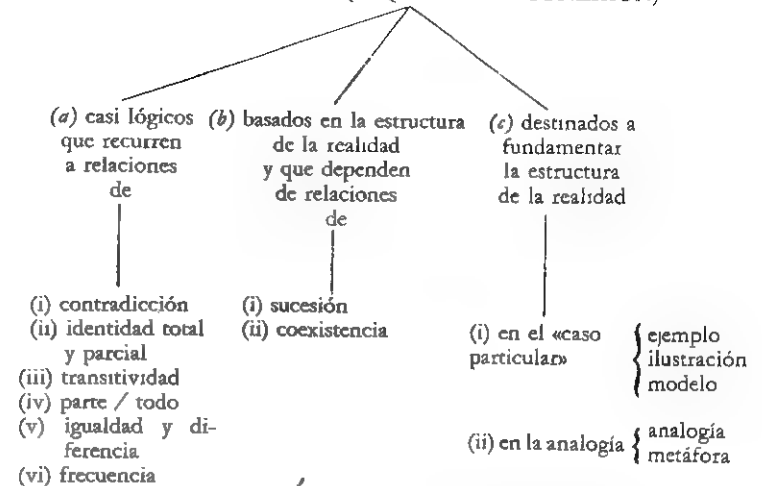 (a) casi lógicos
que recurren
a relaciones
de
(i) contradicción
(ii) identidad total
y parcial
(iii) transitividad
(iv) parte / todo
(v) igualdad y di-
ferencia
(vi) frecuencia
(b) basados en la estructura
de la realidad
y que dependen
de relaciones
de
(i) sucesión
(ii) coexistencia
(c) destinados a
fundamentar
la estructura
de la realidad
(i) en el «caso
particular»
ejemplo
ilustración
modelo
(ii) en la analogía
analogía
metáfora